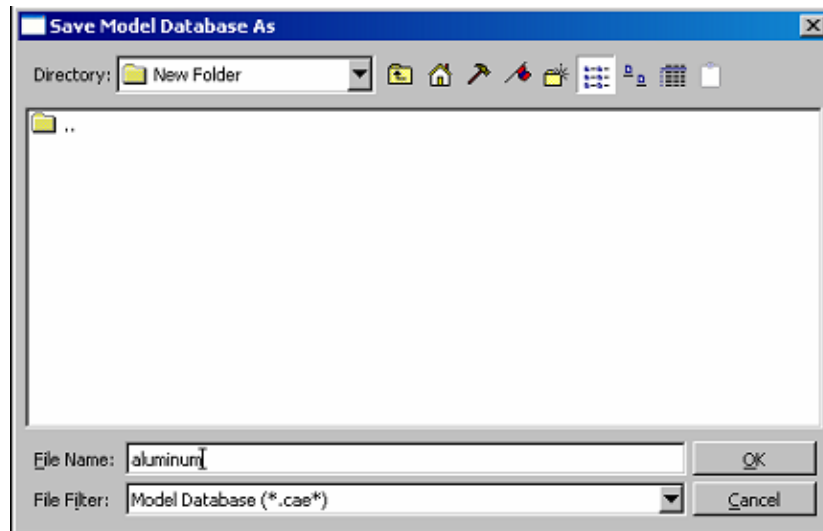 Save Model Database As
Directory: New Folder
..
File Name: aluminum OK
File Filter: Model Database (*.cae*) Cancel